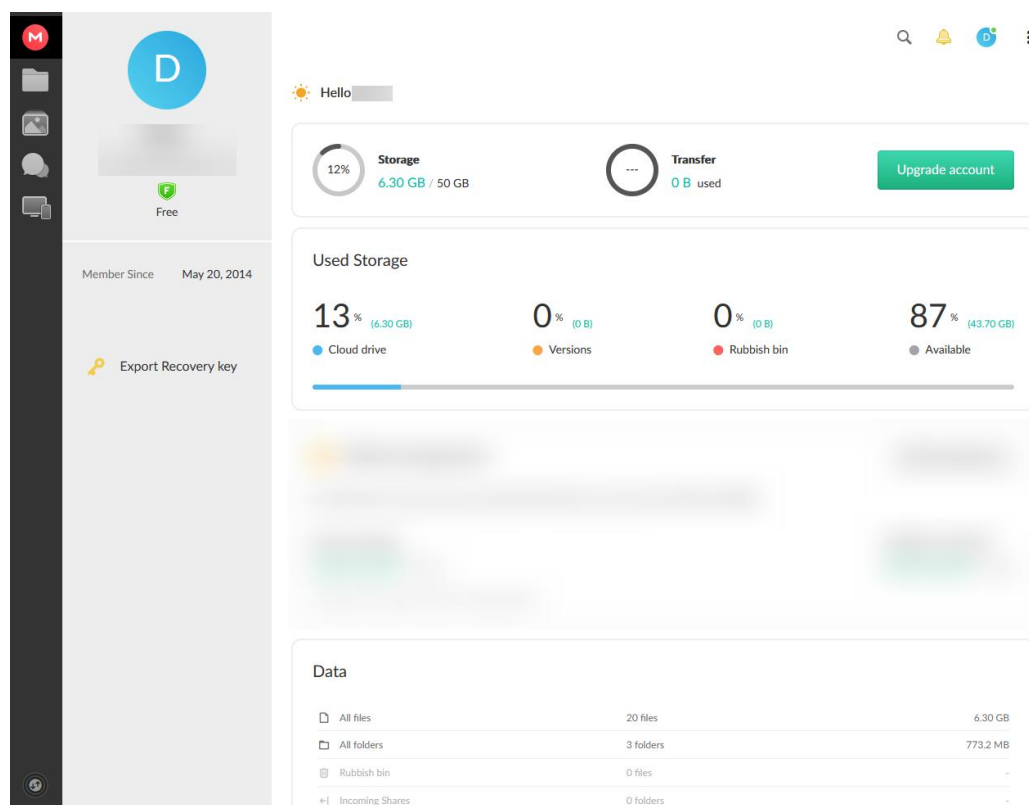 M
D
D
Hello
12%
Storage
6.30 GB / 50 GB
---
Transfer
0 B used
Upgrade account
F
Free
Member Since May 20, 2014
Export Recovery key
Used Storage
13 % (6.30 GB)
0 % (0 B)
0 % (0 B)
87 % (43.70 GB)
Cloud drive
Versions
Rubbish bin
Available
Data
All files 20 files 6.30 GB
All folders 3 folders 773.2 MB
Rubbish bin 0 files -
Incoming Shares 0 folders -